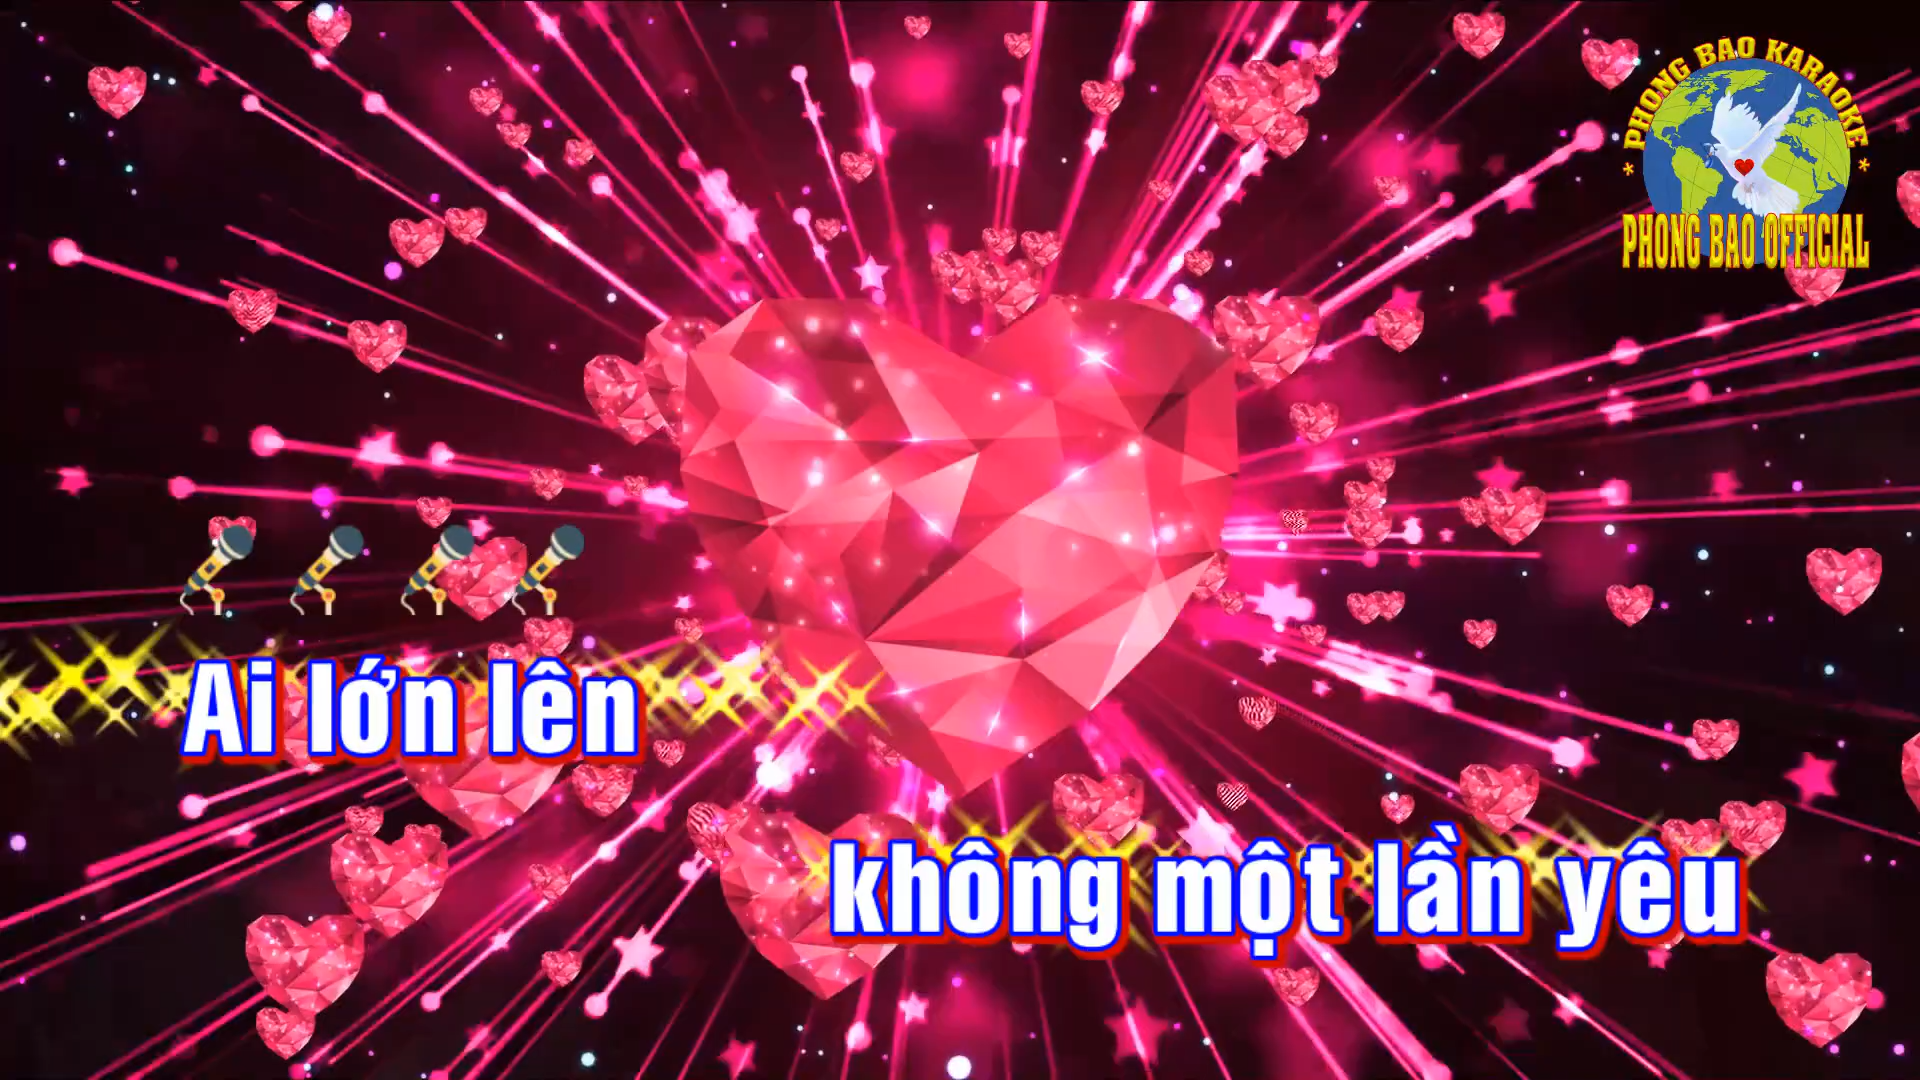 * PHONG BAO KARAOKE *
PHONG BAO OFFICIAL
Ai lớn lên
không một lần yêu